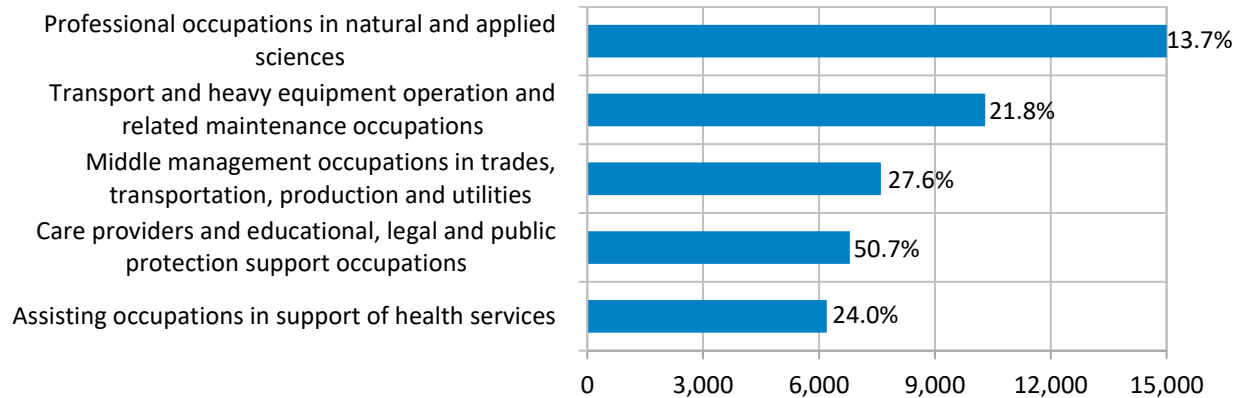 Professional occupations in natural and applied
sciences
13.7%
Transport and heavy equipment operation and
related maintenance occupations
21.8%
Middle management occupations in trades,
transportation, production and utilities
27.6%
Care providers and educational, legal and public
protection support occupations
50.7%
Assisting occupations in support of health services
24.0%
0 3,000 6,000 9,000 12,000 15,000